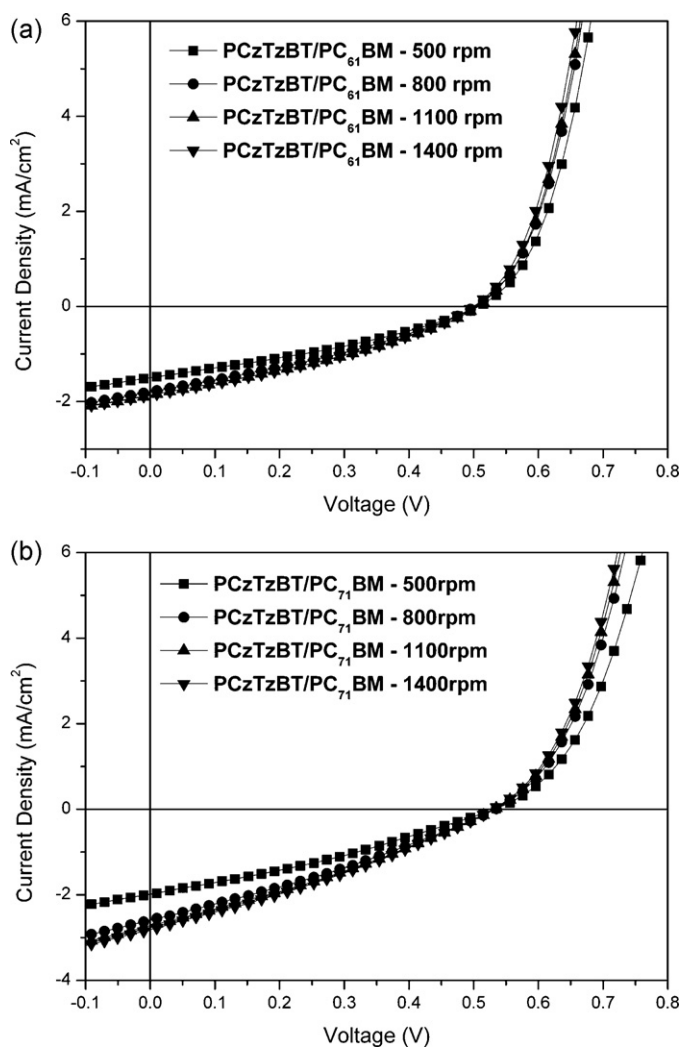 (a)
PCzTzBT/PC61BM - 500 rpm
PCzTzBT/PC61BM - 800 rpm
PCzTzBT/PC61BM - 1100 rpm
PCzTzBT/PC61BM - 1400 rpm
Current Density (mA/cm²)
6
4
2
0
-2
-0.1 0.0 0.1 0.2 0.3 0.4 0.5 0.6 0.7 0.8
Voltage (V)
(b)
PCzTzBT/PC71BM - 500rpm
PCzTzBT/PC71BM - 800rpm
PCzTzBT/PC71BM - 1100rpm
PCzTzBT/PC71BM - 1400rpm
Current Density (mA/cm²)
6
4
2
0
-2
-4
-0.1 0.0 0.1 0.2 0.3 0.4 0.5 0.6 0.7 0.8
Voltage (V)